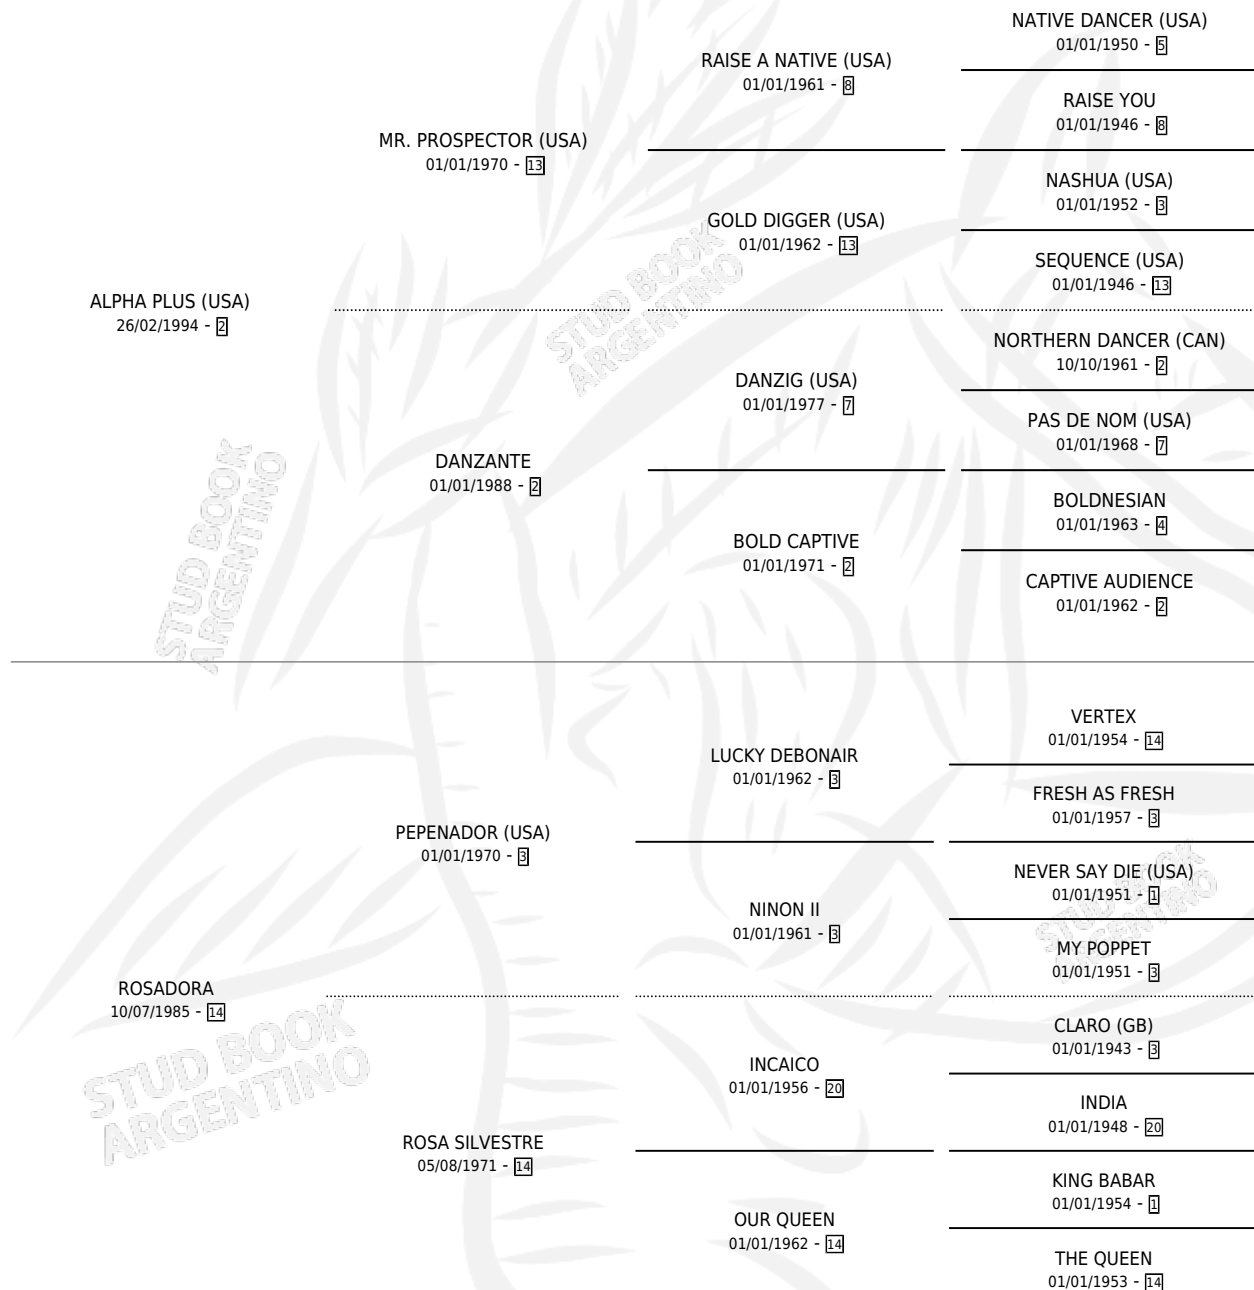 NATIVE DANCER (USA)
01/01/1950 - 5
RAISE A NATIVE (USA)
01/01/1961 - 8
RAISE YOU
01/01/1946 - 8
MR. PROSPECTOR (USA)
01/01/1970 - 13
NASHUA (USA)
01/01/1952 - 3
GOLD DIGGER (USA)
01/01/1962 - 13
SEQUENCE (USA)
01/01/1946 - 13
ALPHA PLUS (USA)
26/02/1994 - 2
STUD BOOK
ARGENTINO
NORTHERN DANCER (CAN)
10/10/1961 - 2
DANZIG (USA)
01/01/1977 - 7
PAS DE NOM (USA)
01/01/1968 - 7
DANZANTE
01/01/1988 - 2
BOLDNESIAN
01/01/1963 - 4
BOLD CAPTIVE
01/01/1971 - 2
CAPTIVE AUDIENCE
01/01/1962 - 2
STUD BOOK
ARGENTINO
VERTEX
01/01/1954 - 14
LUCKY DEBONAIR
01/01/1962 - 3
FRESH AS FRESH
01/01/1957 - 3
PEPENADOR (USA)
01/01/1970 - 3
NEVER SAY DIE (USA)
01/01/1951 - 1
NINON II
01/01/1961 - 3
MY POPPET
01/01/1951 - 3
STUD BOOK
ARGENTINO
ROSADORA
10/07/1985 - 14
CLARO (GB)
01/01/1943 - 3
INCAICO
01/01/1956 - 20
INDIA
01/01/1948 - 20
ROSA SILVESTRE
05/08/1971 - 14
KING BABAR
01/01/1954 - 1
OUR QUEEN
01/01/1962 - 14
THE QUEEN
01/01/1953 - 14
STUD BOOK
ARGENTINO